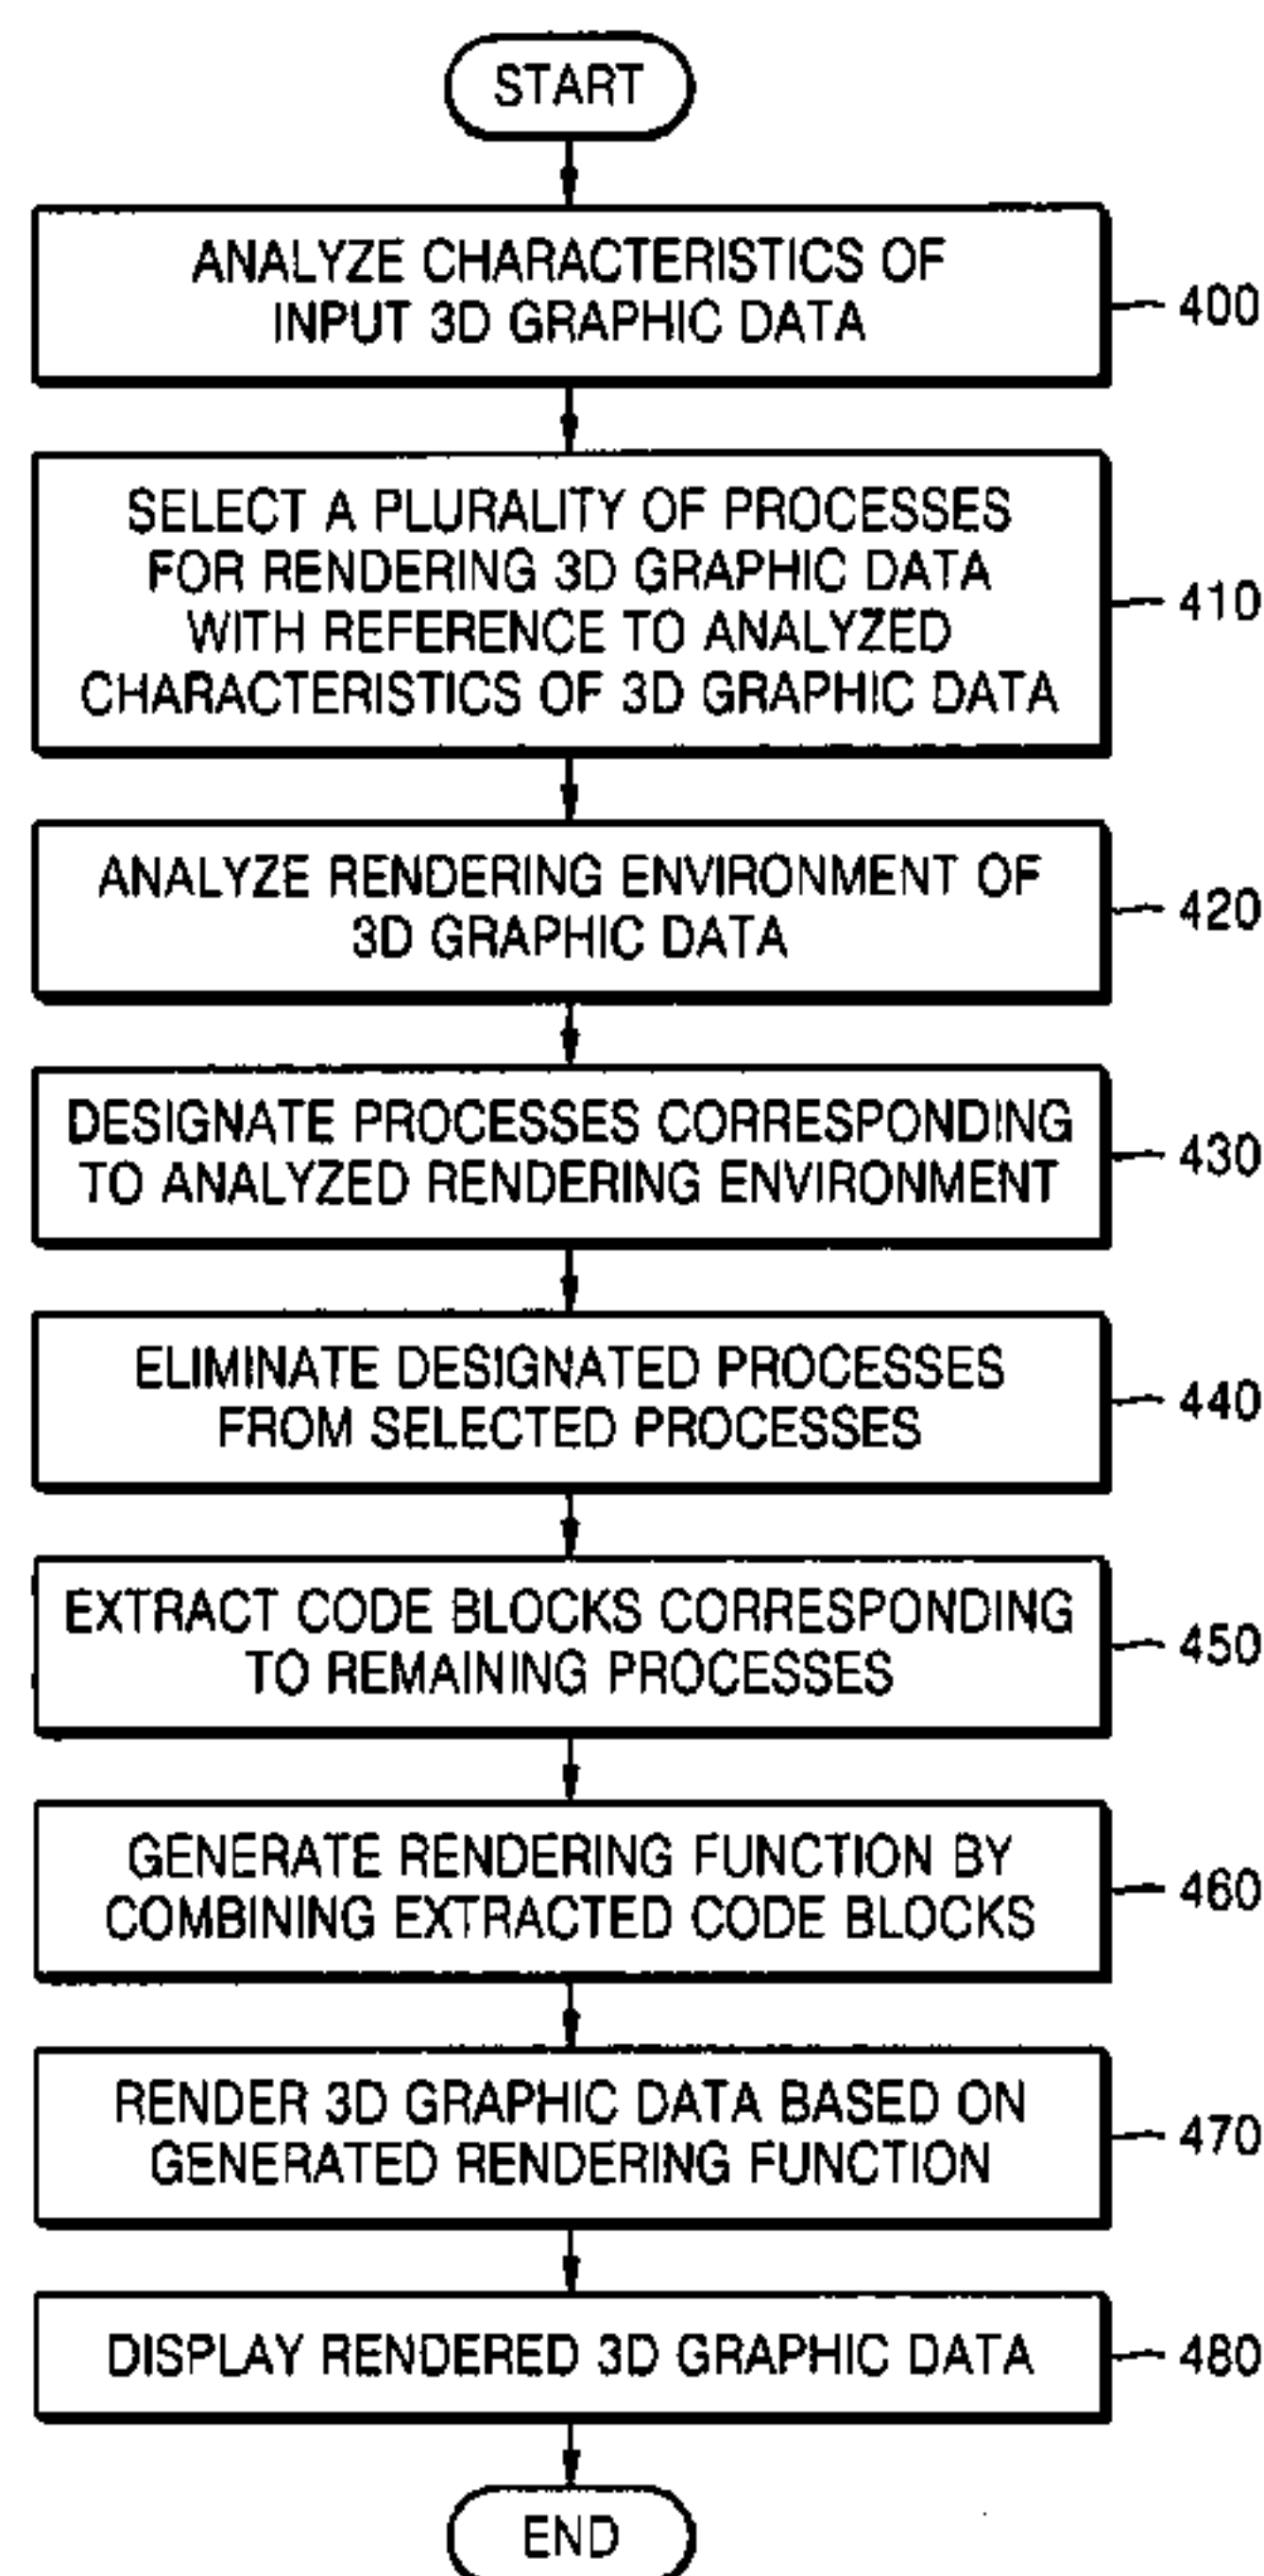 START
ANALYZE CHARACTERISTICS OF
INPUT 3D GRAPHIC DATA
400
SELECT A PLURALITY OF PROCESSES
FOR RENDERING 3D GRAPHIC DATA
WITH REFERENCE TO ANALYZED
CHARACTERISTICS OF 3D GRAPHIC DATA
410
ANALYZE RENDERING ENVIRONMENT OF
3D GRAPHIC DATA
420
DESIGNATE PROCESSES CORRESPONDING
TO ANALYZED RENDERING ENVIRONMENT
430
ELIMINATE DESIGNATED PROCESSES
FROM SELECTED PROCESSES
440
EXTRACT CODE BLOCKS CORRESPONDING
TO REMAINING PROCESSES
450
GENERATE RENDERING FUNCTION BY
COMBINING EXTRACTED CODE BLOCKS
460
RENDER 3D GRAPHIC DATA BASED ON
GENERATED RENDERING FUNCTION
470
DISPLAY RENDERED 3D GRAPHIC DATA
480
END